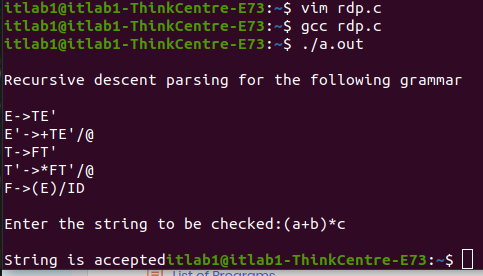 itlab1@itlab1-ThinkCentre-E73:~$ vim rdp.c
itlab1@itlab1-ThinkCentre-E73:~$ gcc rdp.c
itlab1@itlab1-ThinkCentre-E73:~$ ./a.out
Recursive descent parsing for the following grammar
E->TE'
E'->+TE'/@
T->FT'
T'->*FT'/@
F->(E)/ID
Enter the string to be checked:(a+b)*c
String is accepteditlab1@itlab1-ThinkCentre-E73:~$
List of Programs